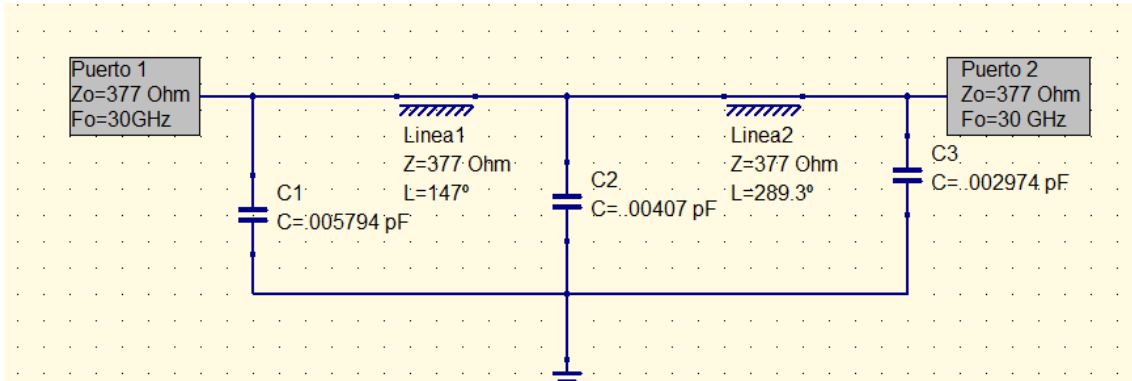 Puerto 1
Zo=377 Ohm
Fo=30GHz
Puerto 2
Zo=377 Ohm
Fo=30 GHz
Linea1
Z=377 Ohm
L=147º
Linea2
Z=377 Ohm
L=289.3º
C1
C=.005794 pF
C2
C=.00407 pF
C3
C=.002974 pF